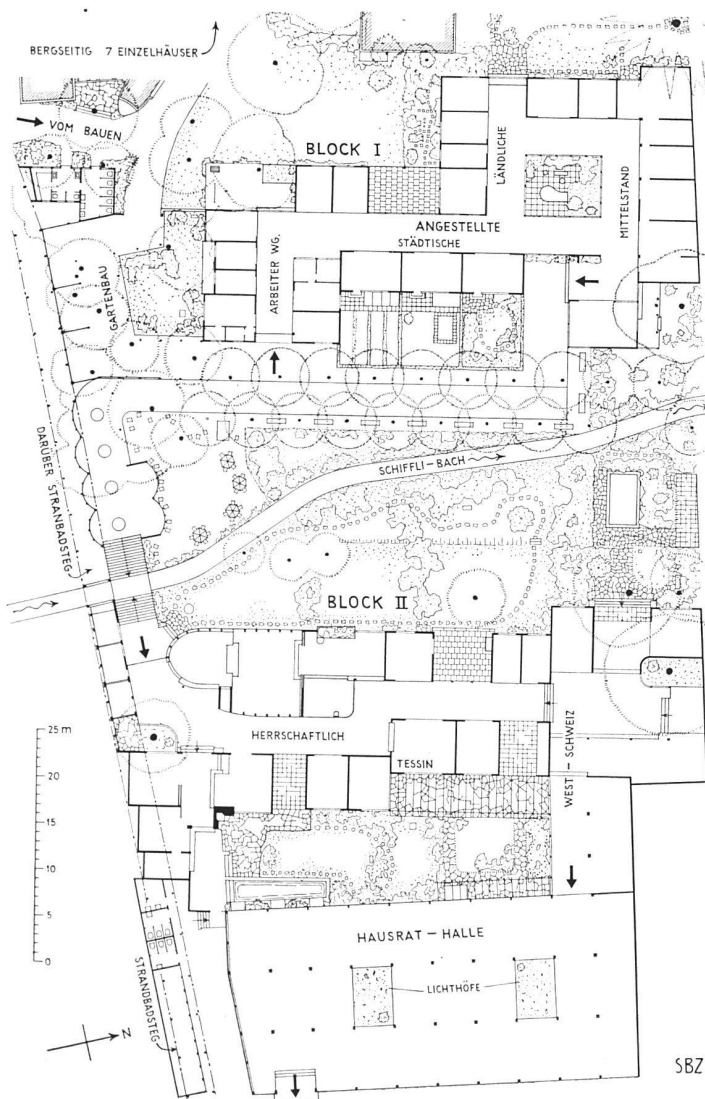 BERGSEITIG 7 EINZELHÄUSER
VOM BAUEN
BLOCK I
LÄNDLICHE
MITTELSTAND
ANGESTELLTE
STÄDTISCHE
ARBEITER WG.
GARTENBAU
DARÜBER STRANBADSTEG
SCHIFFLI-BACH
BLOCK II
HERRSCHAFTLICH
TESSIN
WEST-SCHWEIZ
25 m
20
15
10
5
0
HAUSRAT-HALLE
LICHTHÖFE
STRANDBADSTEG
N
SBZ